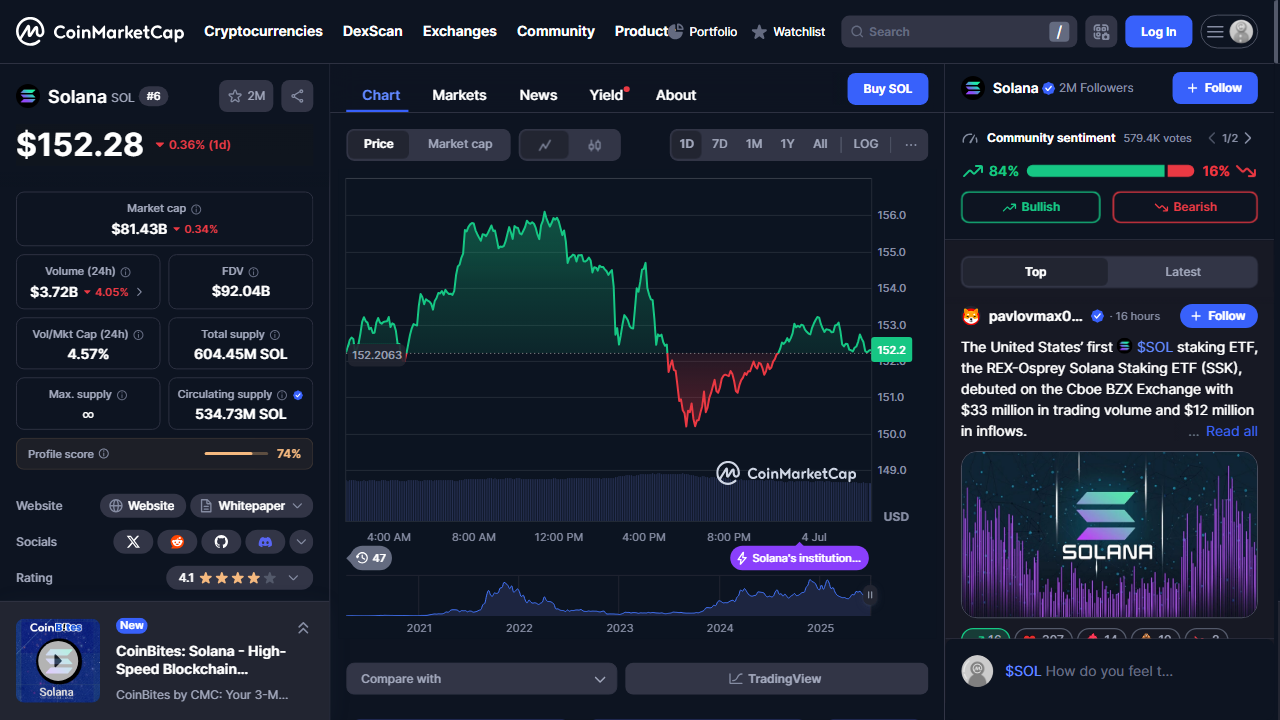 CoinMarketCap
Cryptocurrencies DexScan Exchanges Community Product Portfolio Watchlist Search / Log In
Solana SOL #6 2M
$152.28 0.36% (1d)
Market cap
$81.43B 0.34%
Volume (24h) FDV
$3.72B 4.05% $92.04B
Vol/Mkt Cap (24h) Total supply
4.57% 604.45M SOL
Max. supply Circulating supply
∞ 534.73M SOL
Profile score 74%
Website Website Whitepaper
Socials
Rating 4.1
CoinBites
Solana
New
CoinBites: Solana - High-
Speed Blockchain...
CoinBites by CMC: Your 3-M...
Chart Markets News Yield About Buy SOL
Price Market cap 1D 7D 1M 1Y All LOG ...
156.0
155.0
154.0
153.0
152.2
152.2063
152.0
151.0
150.0
149.0
CoinMarketCap
USD
4:00 AM 8:00 AM 12:00 PM 4:00 PM 8:00 PM 4 Jul
47 Solana's institution...
2021 2022 2023 2024 2025
Compare with TradingView
Solana 2M Followers + Follow
Community sentiment 579.4K votes 1/2
84% 16%
Bullish Bearish
Top Latest
pavlovmax0... · 16 hours + Follow
The United States’ first $SOL staking ETF,
the REX-Osprey Solana Staking ETF (SSK),
debuted on the Cboe BZX Exchange with
$33 million in trading volume and $12 million
in inflows. ... Read all
SOLANA
$SOL How do you feel t...